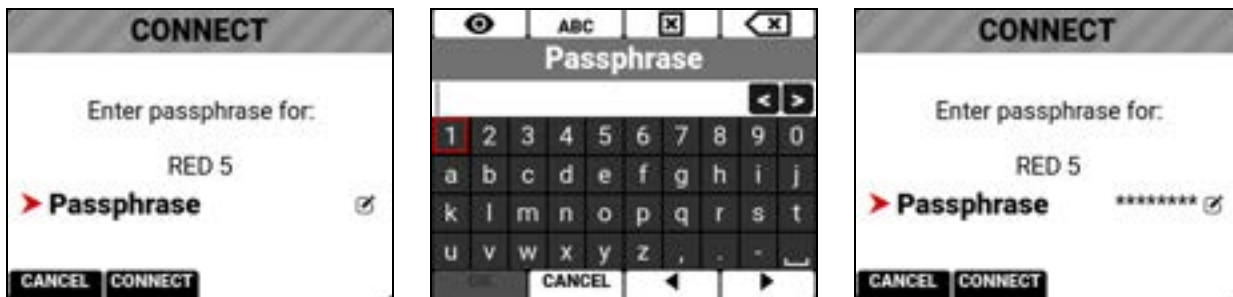 CONNECT
Enter passphrase for:
RED 5
Passphrase
CANCEL CONNECT
ABC
Passphrase
< >
1 2 3 4 5 6 7 8 9 0
a b c d e f g h i j
k l m n o p q r s t
u v w x y z , . -
OK CANCEL
CONNECT
Enter passphrase for:
RED 5
Passphrase ********
CANCEL CONNECT